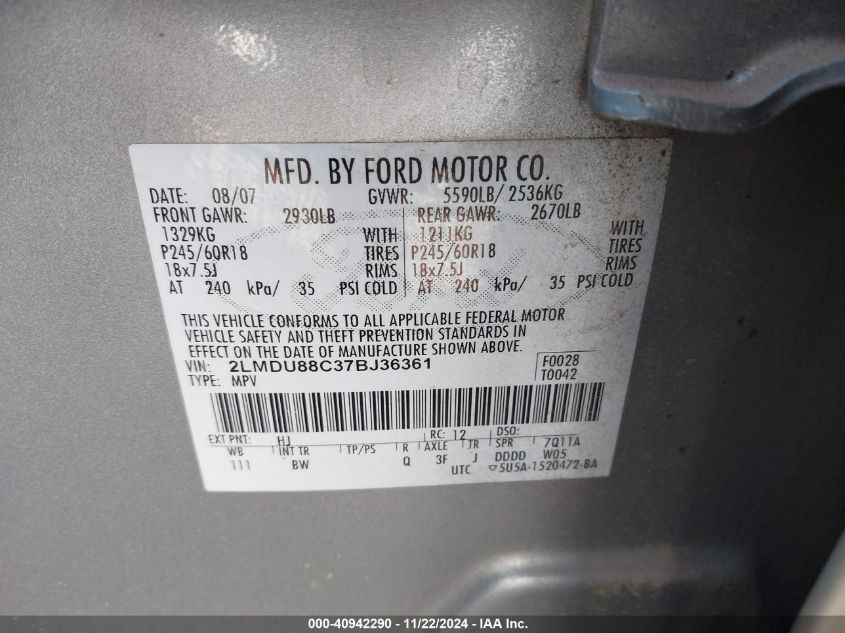 MFD. BY FORD MOTOR CO.
DATE: 08/07 GVWR: 5590LB/ 2536KG
FRONT GAWR: 2930LB REAR GAWR: 2670LB
1329KG WITH 1211KG WITH
P245/60R18 TIRES P245/60R18 TIRES
18x7.5J RIMS 18x7.5J RIMS
AT 240 kPa/ 35 PSI COLD AT 240 kPa/ 35 PSI COLD
THIS VEHICLE CONFORMS TO ALL APPLICABLE FEDERAL MOTOR
VEHICLE SAFETY AND THEFT PREVENTION STANDARDS IN
EFFECT ON THE DATE OF MANUFACTURE SHOWN ABOVE.
VIN: 2LMDU88C37BJ36361 F0028
TYPE: MPV T0042
EXT PNT: HJ RC: 12 DSO:
WB INT TR TP/PS R AXLE TR SPR 7Q11A
111 BW Q 3F J DDDD W05
UTC ▽5U5A-1520472-BA
000-40942290 - 11/22/2024 - IAA Inc.